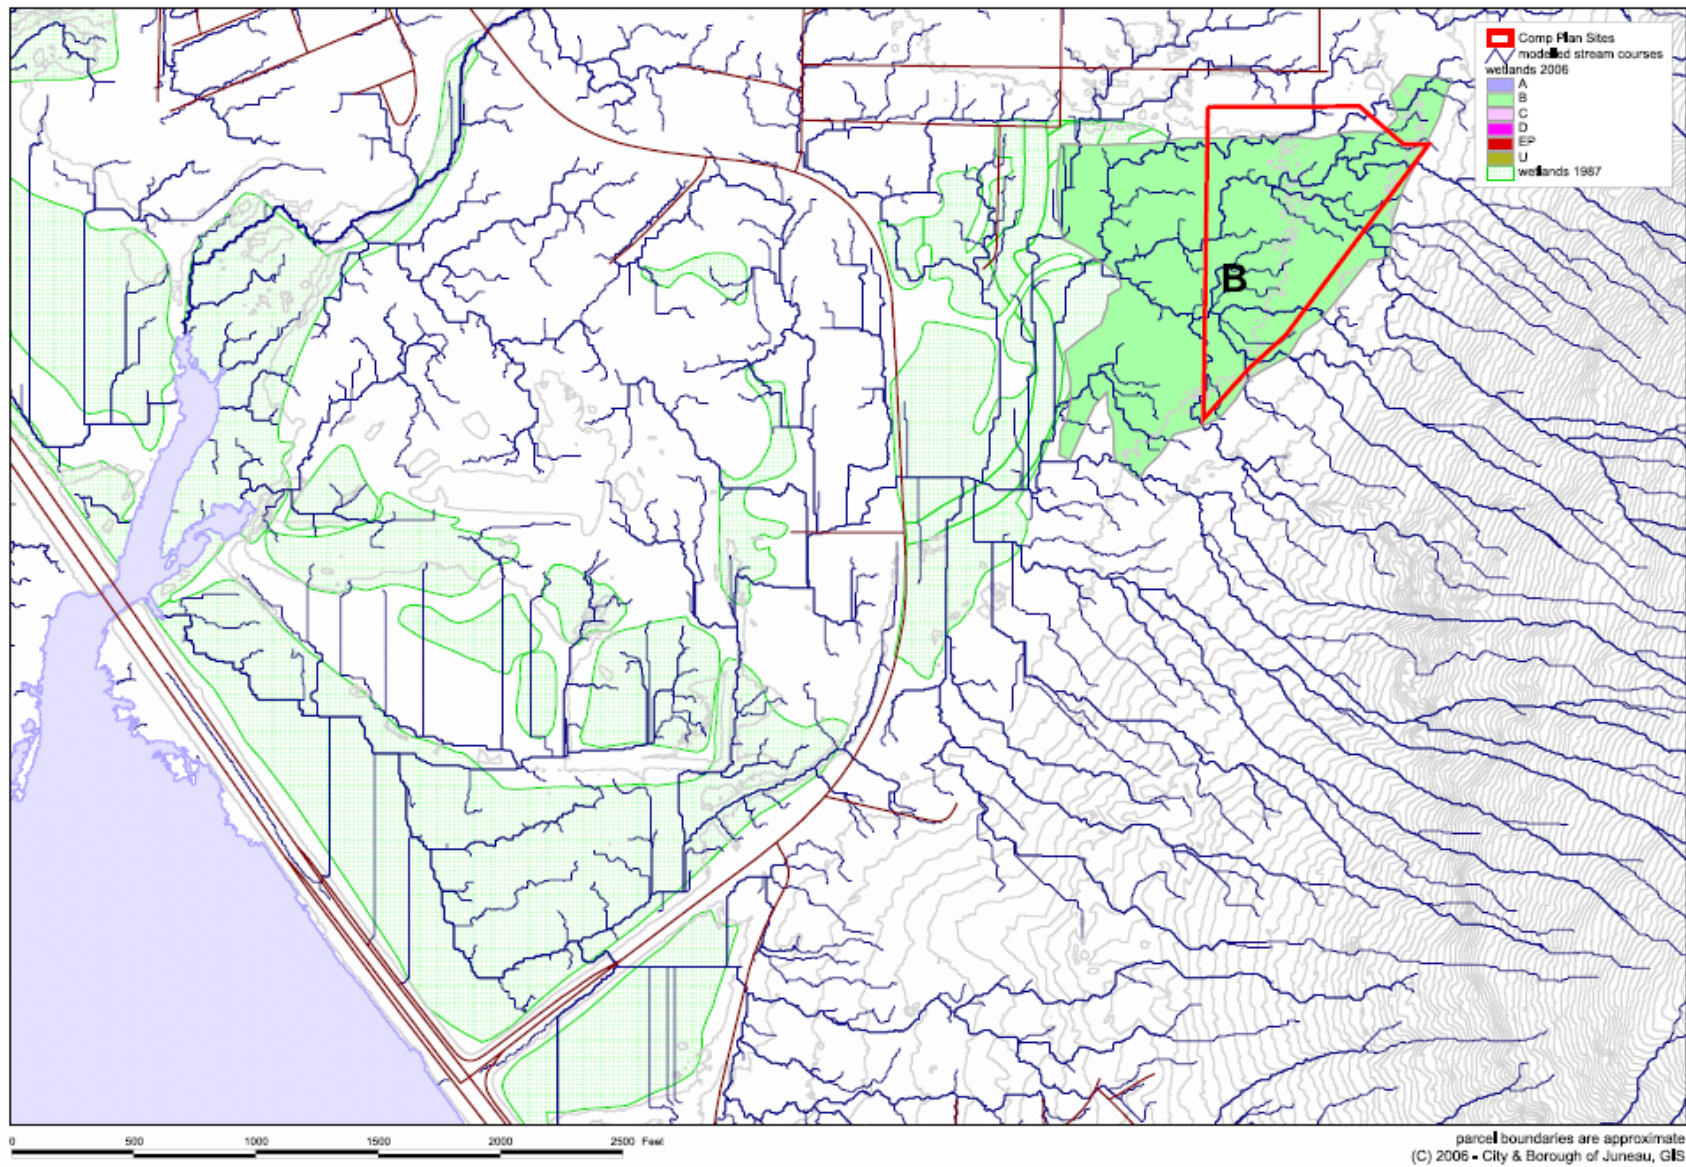 Comp Plan Sites
modelled stream courses
wetlands 2006
A
B
C
D
EP
U
wetlands 1987
B
0 500 1000 1500 2000 2500 Feet
parcel boundaries are approximate
(C) 2006 - City & Borough of Juneau, GIS